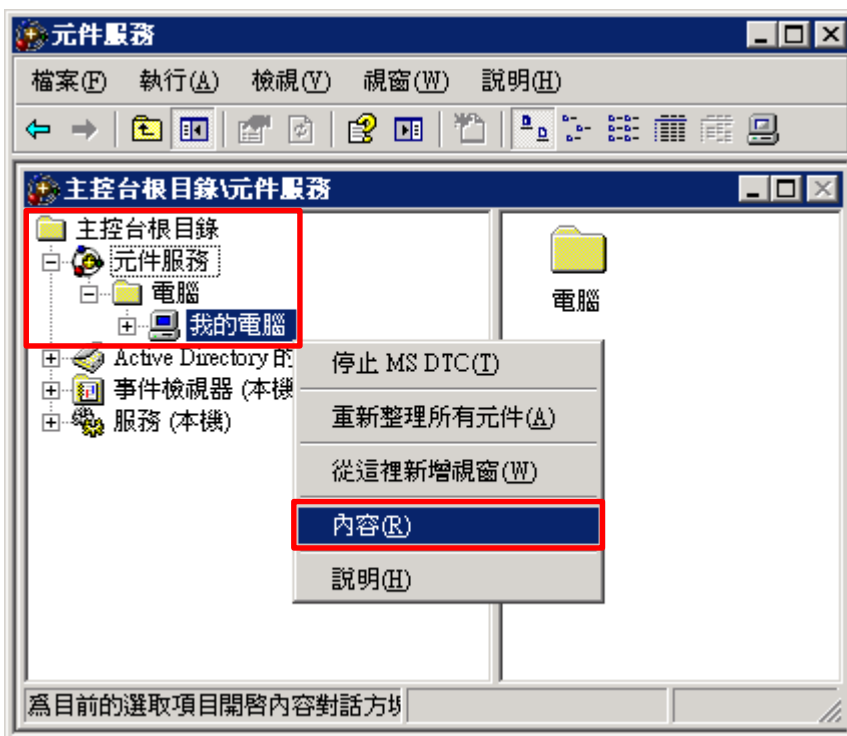 元件服務
檔案(F) 執行(A) 檢視(V) 視窗(W) 說明(H)
主控台根目錄\元件服務
主控台根目錄
元件服務
電腦
我的電腦
Active Directory 的
事件檢視器 (本機
服務 (本機)
電腦
停止 MS DTC(T)
重新整理所有元件(A)
從這裡新增視窗(W)
內容(R)
說明(H)
為目前的選取項目開啟內容對話方塊